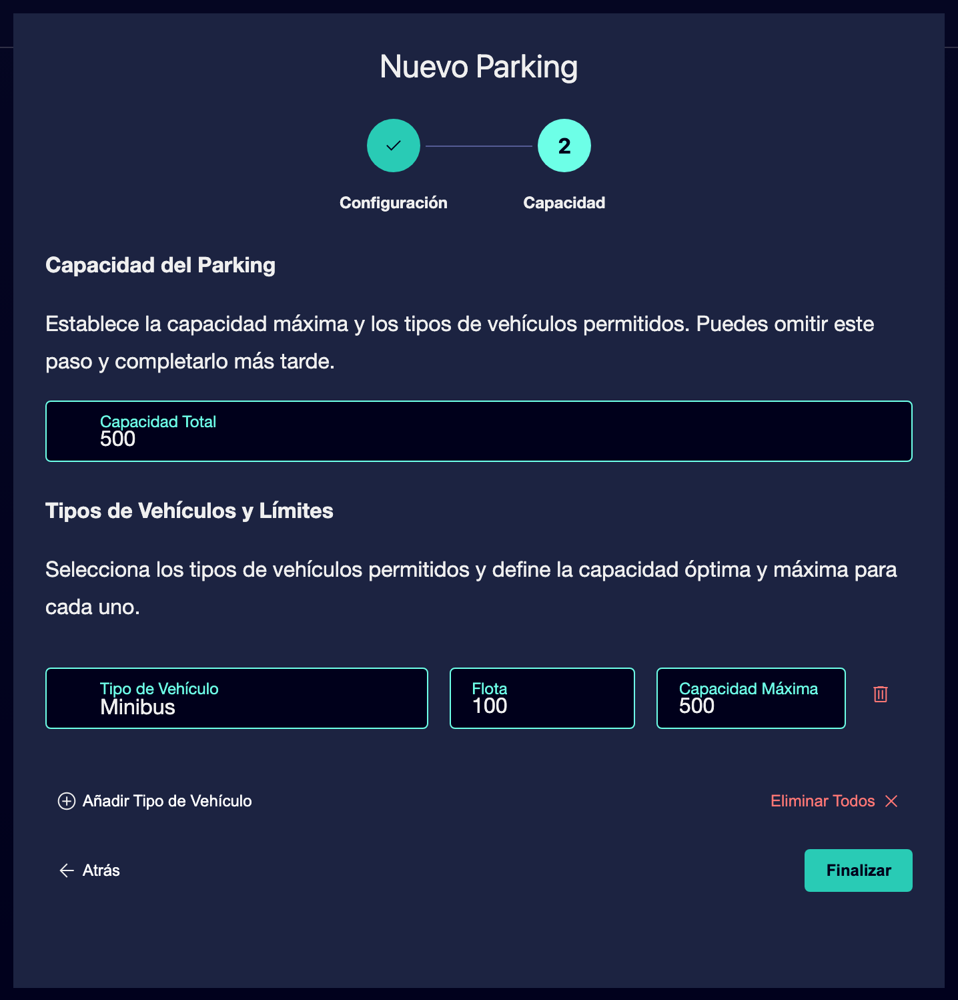 Nuevo Parking
2
Configuración
Capacidad
Capacidad del Parking
Establece la capacidad máxima y los tipos de vehículos permitidos. Puedes omitir este
paso y completarlo más tarde.
Capacidad Total
500
Tipos de Vehículos y Límites
Selecciona los tipos de vehículos permitidos y define la capacidad óptima y máxima para
cada uno.
Tipo de Vehículo
Minibus
Flota
100
Capacidad Máxima
500
Añadir Tipo de Vehículo
Eliminar Todos
Atrás
Finalizar